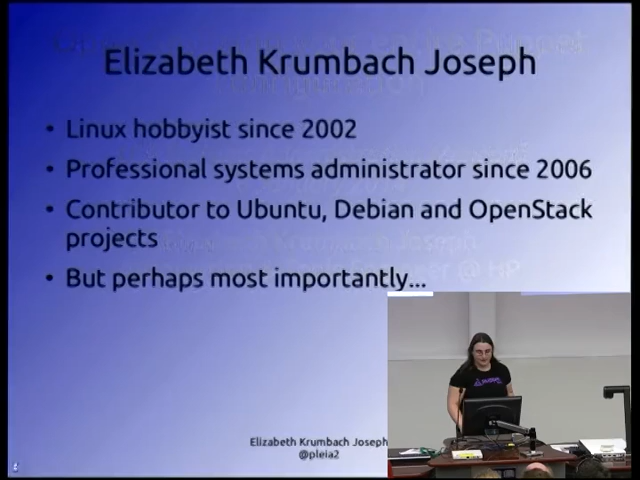 Elizabeth Krumbach Joseph
• Linux hobbyist since 2002
• Professional systems administrator since 2006
• Contributor to Ubuntu, Debian and OpenStack
projects
• But perhaps most importantly...
Elizabeth Krumbach Joseph
@pleia2